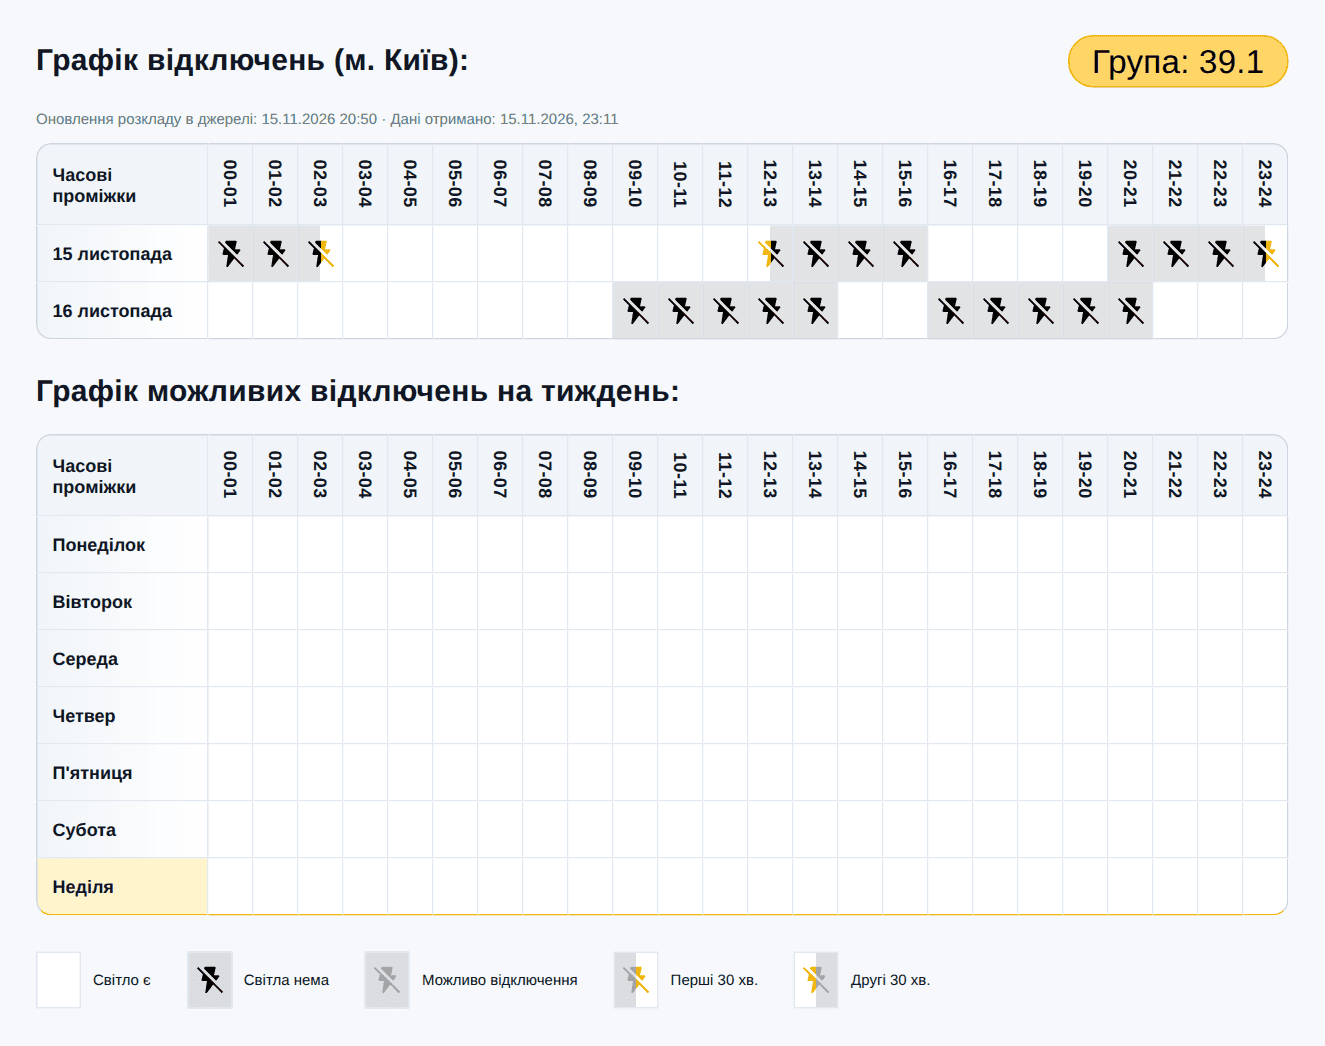 Графік відключень (м. Київ):
Група: 39.1
Оновлення розкладу в джерелі: 15.11.2026 20:50 · Дані отримано: 15.11.2026, 23:11
Часові
проміжки
00-01 01-02 02-03 03-04 04-05 05-06 06-07 07-08 08-09 09-10 10-11 11-12 12-13 13-14 14-15 15-16 16-17 17-18 18-19 19-20 20-21 21-22 22-23 23-24
15 листопада
16 листопада
Графік можливих відключень на тиждень:
Часові
проміжки
00-01 01-02 02-03 03-04 04-05 05-06 06-07 07-08 08-09 09-10 10-11 11-12 12-13 13-14 14-15 15-16 16-17 17-18 18-19 19-20 20-21 21-22 22-23 23-24
Понеділок
Вівторок
Середа
Четвер
П'ятниця
Субота
Неділя
Світло є
Світла нема
Можливо відключення
Перші 30 хв.
Другі 30 хв.